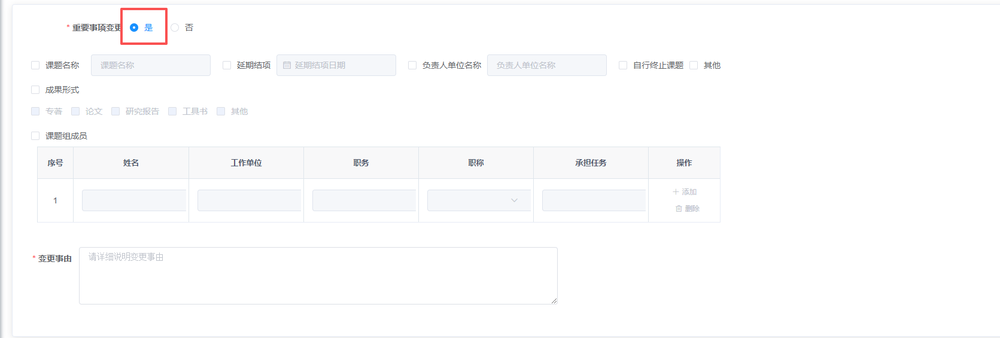 * 重要事项变更 是 否
课题名称 课题名称 延期结项 延期结项日期 负责人单位名称 负责人单位名称 自行终止课题 其他
成果形式
专著 论文 研究报告 工具书 其他
课题组成员
序号 姓名 工作单位 职务 职称 承担任务 操作
1 添加
删除
* 变更事由 请详细说明变更事由